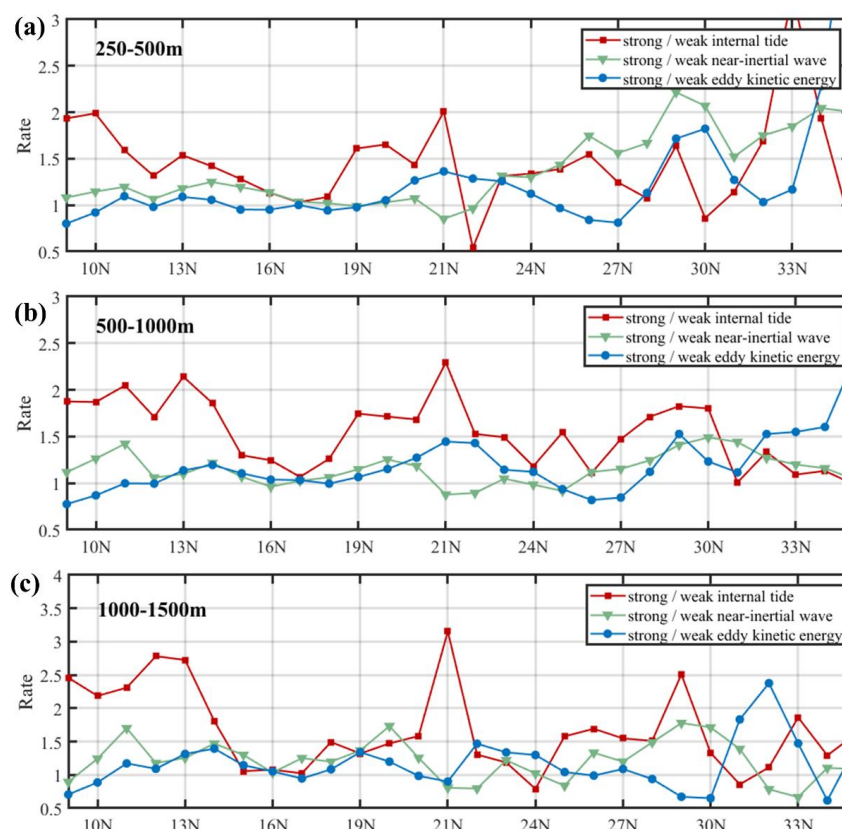 (a)
250-500m
strong / weak internal tide
strong / weak near-inertial wave
strong / weak eddy kinetic energy
Rate
3
2.5
2
1.5
1
0.5
10N 13N 16N 19N 21N 24N 27N 30N 33N
(b)
500-1000m
strong / weak internal tide
strong / weak near-inertial wave
strong / weak eddy kinetic energy
Rate
3
2.5
2
1.5
1
0.5
10N 13N 16N 19N 21N 24N 27N 30N 33N
(c)
1000-1500m
strong / weak internal tide
strong / weak near-inertial wave
strong / weak eddy kinetic energy
Rate
4
3.5
3
2.5
2
1.5
1
0.5
10N 13N 16N 19N 21N 24N 27N 30N 33N